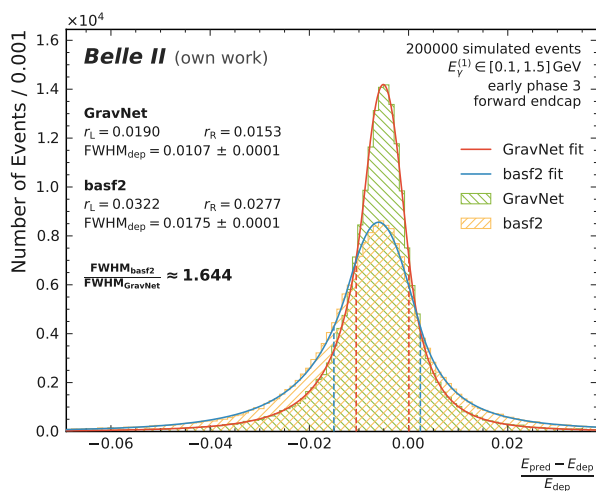 ×10⁴
Belle II (own work)
200000 simulated events
E_γ^(1) ∈ [0.1, 1.5] GeV
early phase 3
forward endcap
GravNet
r_L = 0.0190 r_R = 0.0153
FWHM_dep = 0.0107 ± 0.0001
basf2
r_L = 0.0322 r_R = 0.0277
FWHM_dep = 0.0175 ± 0.0001
FWHM_basf2 / FWHM_GravNet ≈ 1.644
GravNet fit
basf2 fit
GravNet
basf2
Number of Events / 0.001
1.6
1.4
1.2
1.0
0.8
0.6
0.4
0.2
0.0
−0.06 −0.04 −0.02 0.00 0.02
E_pred − E_dep
E_dep